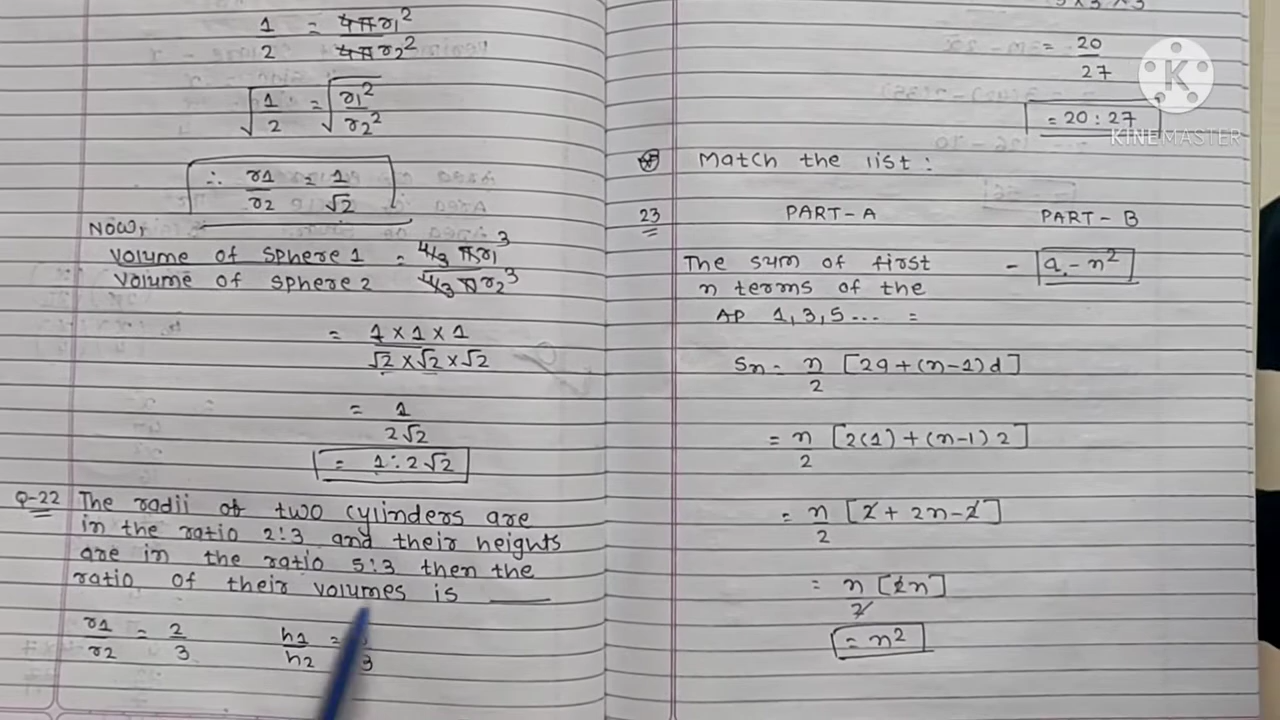 1/2 = 4πr1²/4πr2²
√1/2 = √r1²/r2²
∴ r1/r2 = 1/√2
Now,
Volume of sphere 1 = 4/3 πr1³
Volume of sphere 2 4/3 πr2³
= 1×1×1
√2×√2×√2
= 1
2√2
= 1:2√2
Q-22 The radii of two cylinders are
in the ratio 2:3 and their heights
are in the ratio 5:3 then the
ratio of their volumes is ____
r1/r2 = 2/3 h1/h2 = /3
= 20
27
= 20:27
KINEMASTER
Match the list:
23 PART-A PART-B
The sum of first - a.-n²
n terms of the
AP 1,3,5... =
Sn = n/2 [2a+(n-1)d]
= n/2 [2(1)+(n-1)2]
= n/2 [2+2n-2]
= n/2 [2n]
= n²